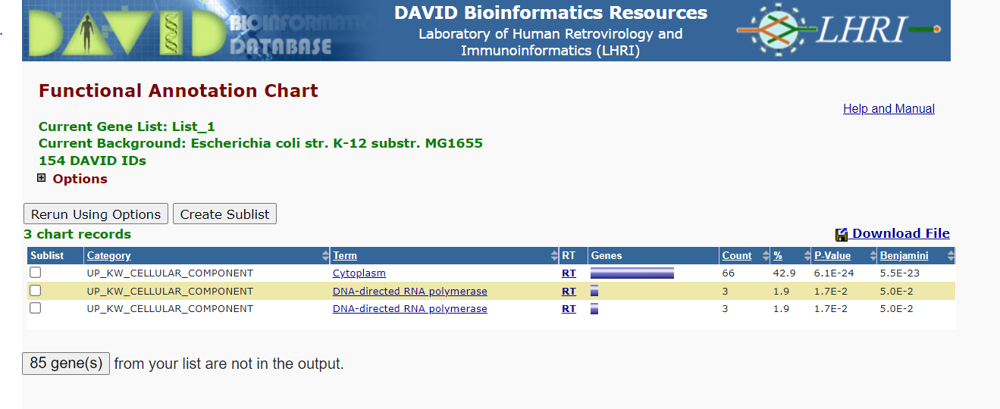 DAVID BIOINFORMATICS DATABASE
DAVID Bioinformatics Resources
Laboratory of Human Retrovirology and
Immunoinformatics (LHRI)
LHRI
Functional Annotation Chart
Help and Manual
Current Gene List: List_1
Current Background: Escherichia coli str. K-12 substr. MG1655
154 DAVID IDs
Options
Rerun Using Options Create Sublist
3 chart records
Download File
Sublist Category Term RT Genes Count % P-Value Benjamini
UP_KW_CELLULAR_COMPONENT Cytoplasm RT 66 42.9 6.1E-24 5.5E-23
UP_KW_CELLULAR_COMPONENT DNA-directed RNA polymerase RT 3 1.9 1.7E-2 5.0E-2
UP_KW_CELLULAR_COMPONENT DNA-directed RNA polymerase RT 3 1.9 1.7E-2 5.0E-2
85 gene(s) from your list are not in the output.